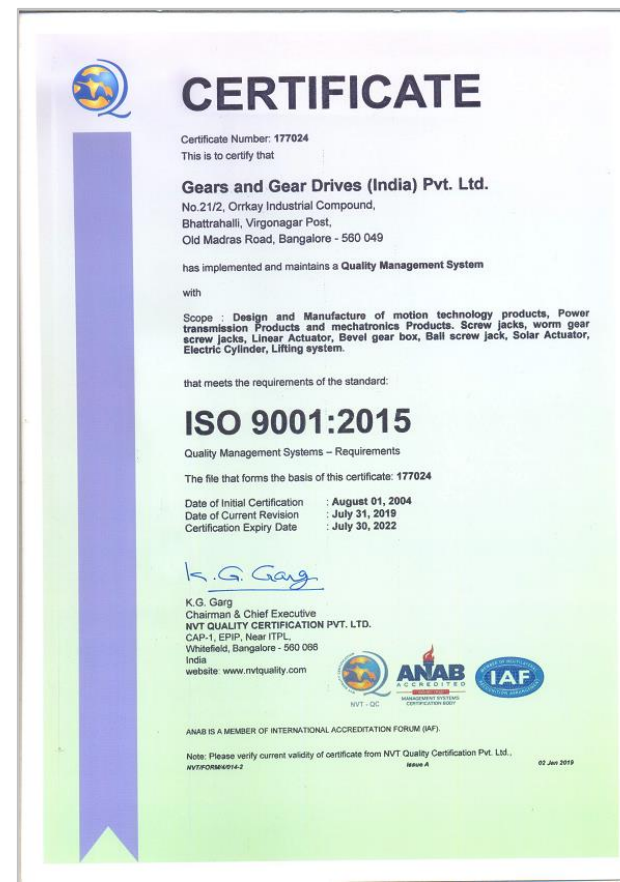 CERTIFICATE
Certificate Number: 177024
This is to certify that
Gears and Gear Drives (India) Pvt. Ltd.
No.21/2, Orrkay Industrial Compound,
Bhattrahalli, Virgonagar Post,
Old Madras Road, Bangalore - 560 049
has implemented and maintains a Quality Management System
with
Scope : Design and Manufacture of motion technology products, Power
transmission Products and mechatronics Products. Screw jacks, worm gear
screw jacks, Linear Actuator, Bevel gear box, Ball screw jack, Solar Actuator,
Electric Cylinder, Lifting system.
that meets the requirements of the standard:
ISO 9001:2015
Quality Management Systems – Requirements
The file that forms the basis of this certificate: 177024
Date of Initial Certification : August 01, 2004
Date of Current Revision : July 31, 2019
Certification Expiry Date : July 30, 2022
K.G. Garg
K.G. Garg
Chairman & Chief Executive
NVT QUALITY CERTIFICATION PVT. LTD.
CAP-1, EPIP, Near ITPL,
Whitefield, Bangalore - 560 066
India
website: www.nvtquality.com
NVT - QC
ANAB
ACCREDITED
MANAGEMENT SYSTEMS
CERTIFICATION BODY
IAF
ANAB IS A MEMBER OF INTERNATIONAL ACCREDITATION FORUM (IAF).
Note: Please verify current validity of certificate from NVT Quality Certification Pvt. Ltd.,
NVT/FORM/4/014-2 Issue A 02 Jan 2019